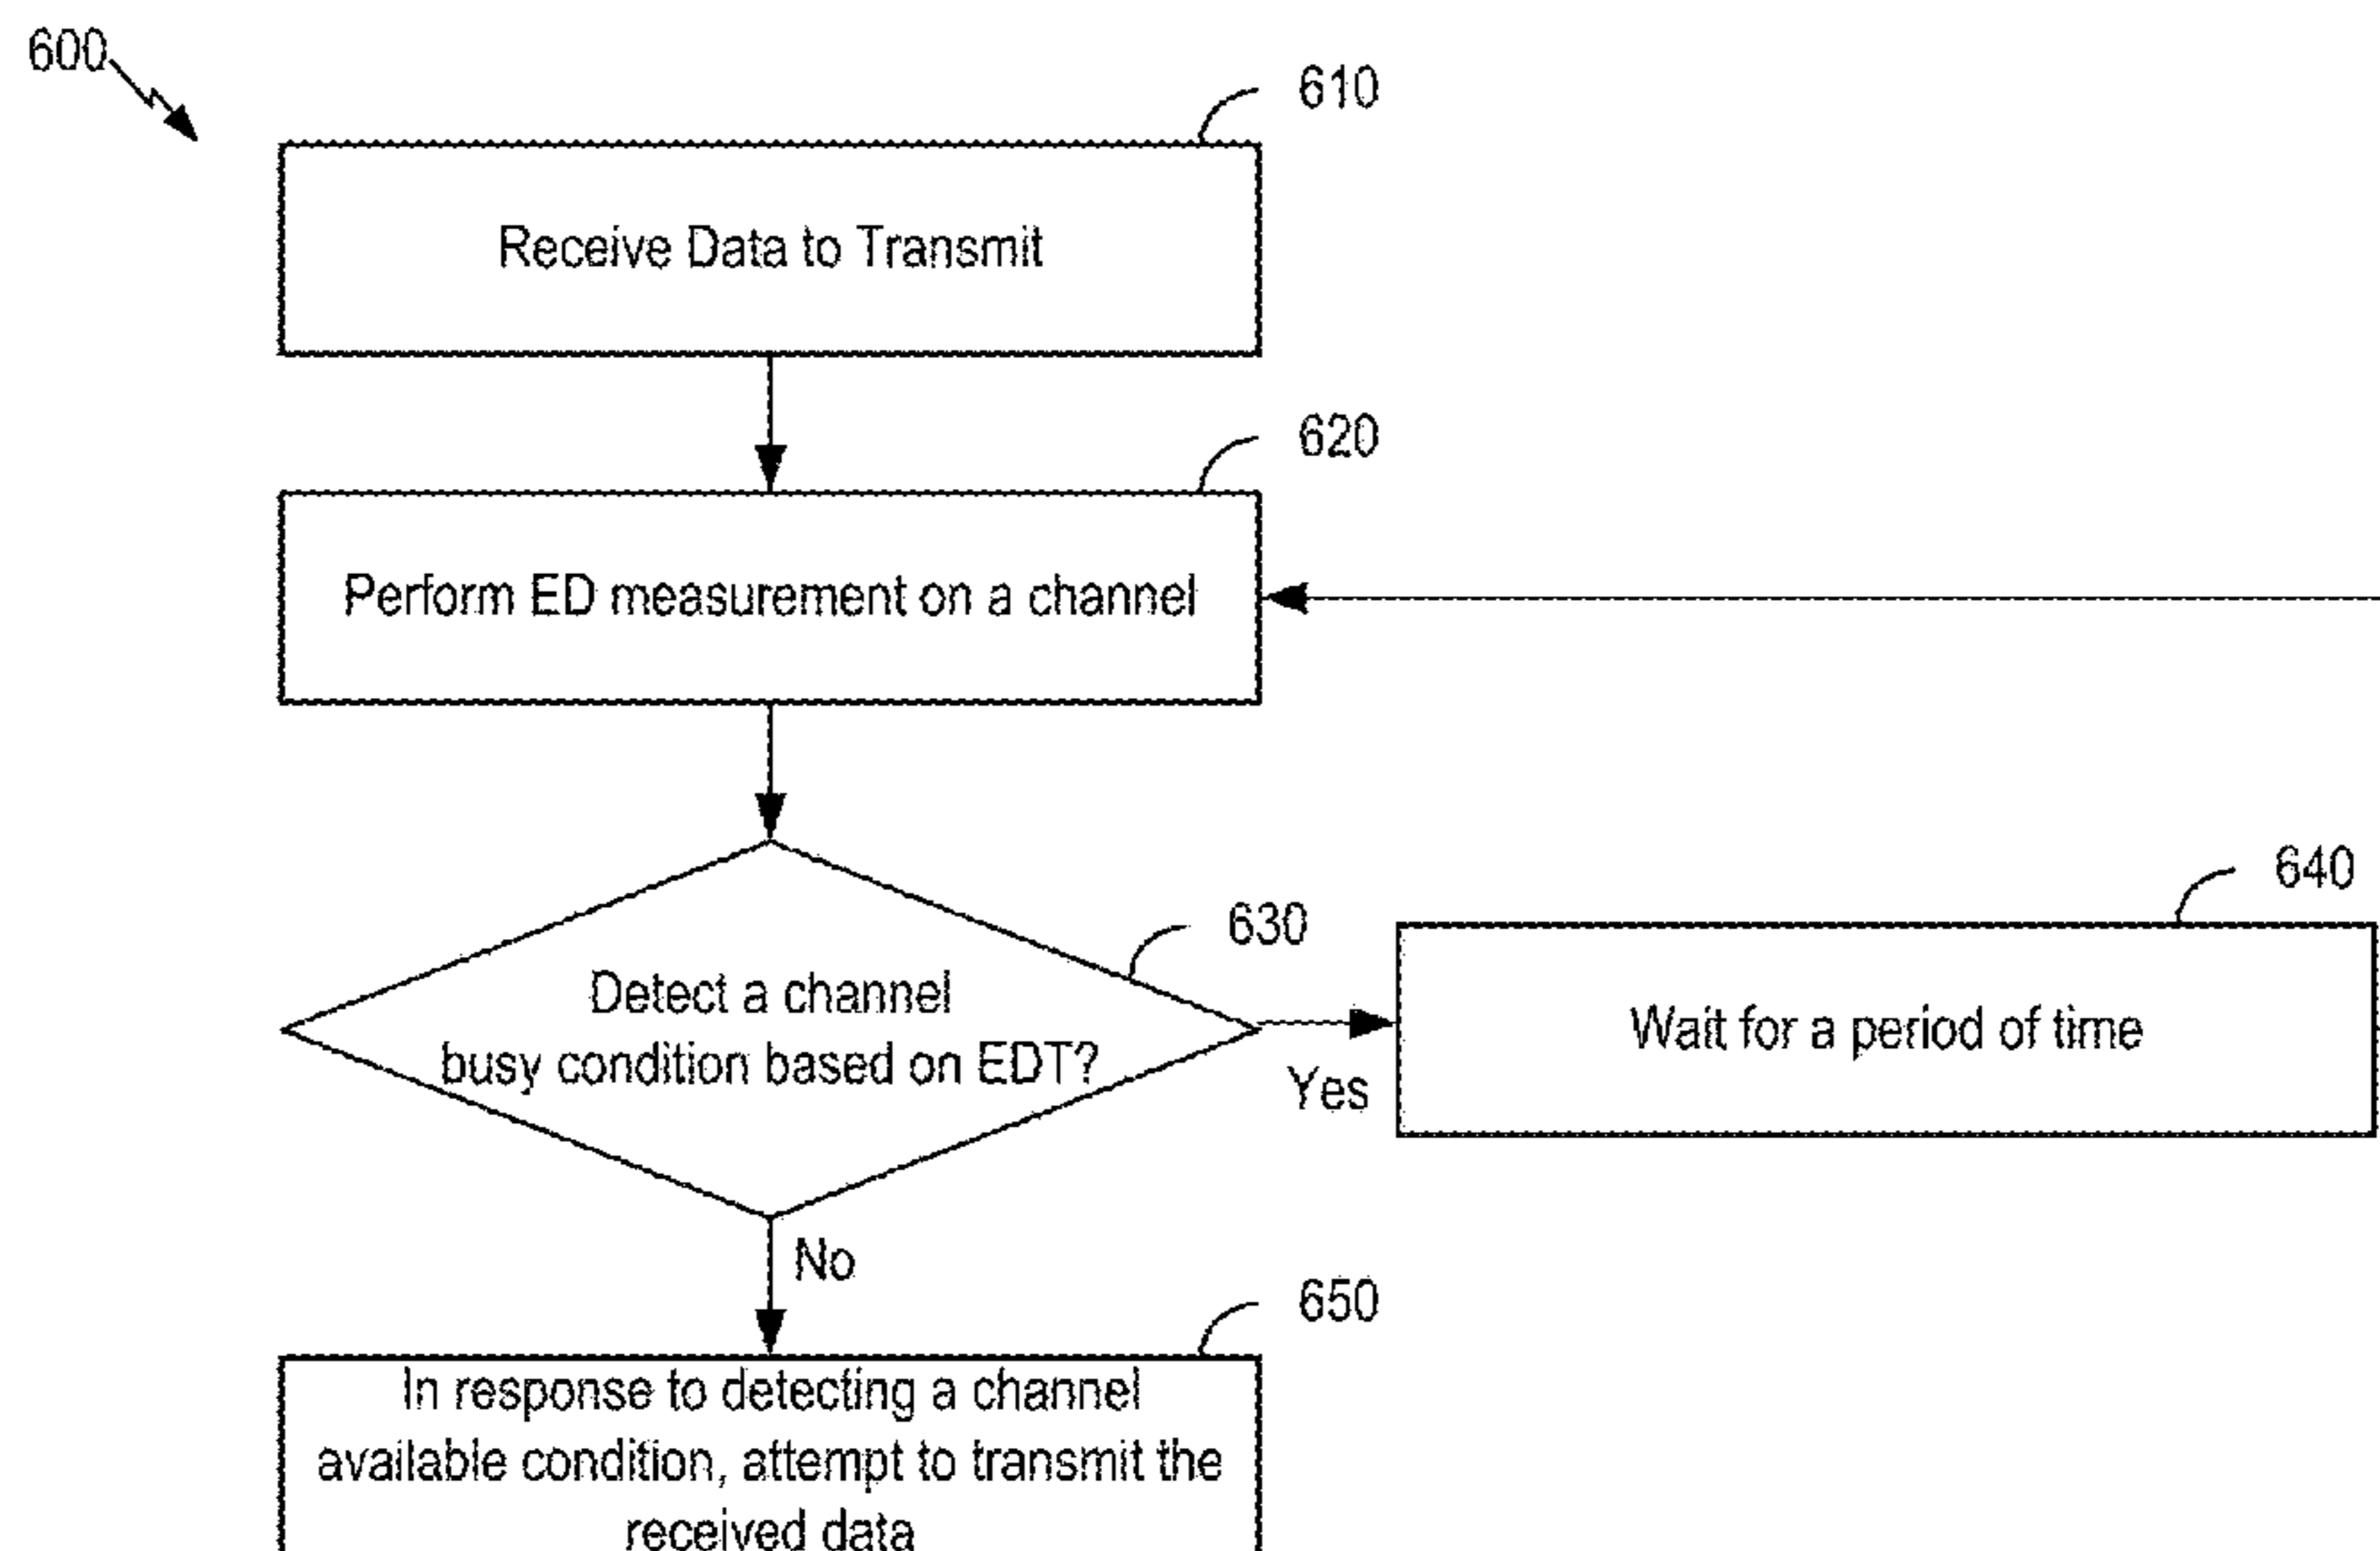 600
610
Receive Data to Transmit
620
Perform ED measurement on a channel
630
Detect a channel
busy condition based on EDT?
Yes
640
Wait for a period of time
No
650
In response to detecting a channel
available condition, attempt to transmit the
received data